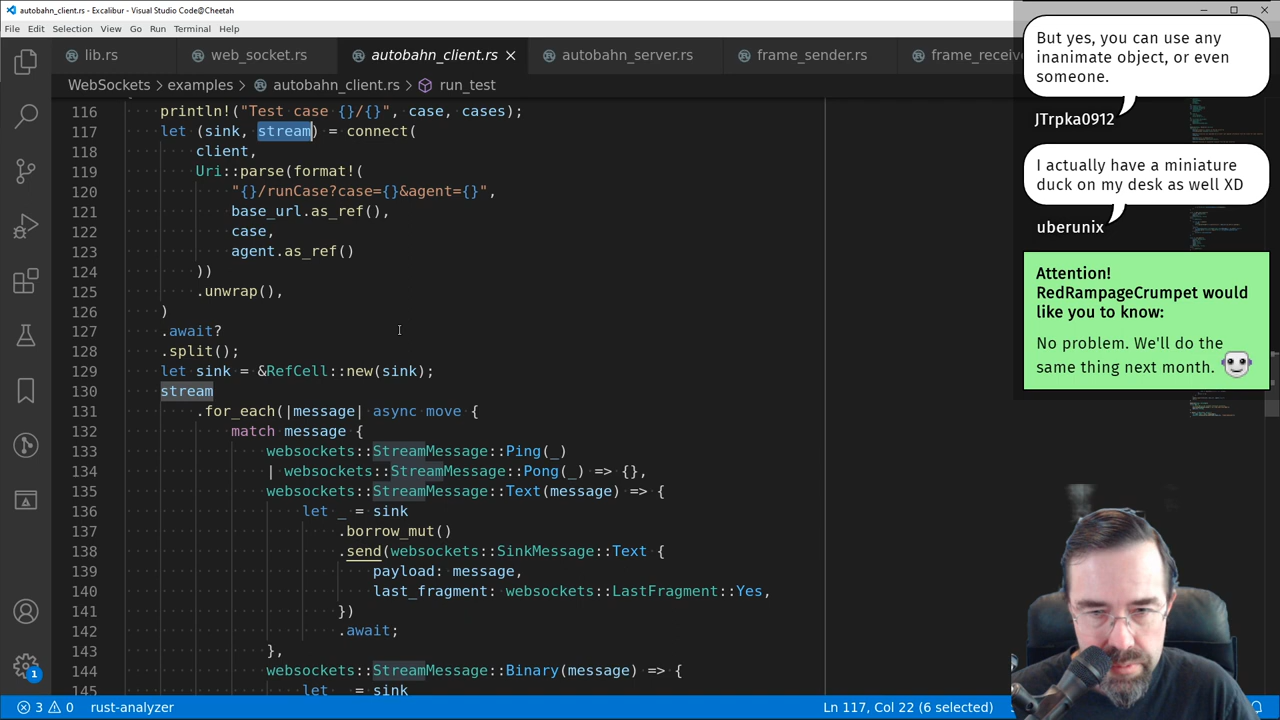 autobahn_client.rs - Excalibur - Visual Studio Code@Cheetah
File Edit Selection View Go Run Terminal Help
lib.rs web_socket.rs autobahn_client.rs autobahn_server.rs frame_sender.rs frame_receive
WebSockets > examples > autobahn_client.rs > run_test
116 println!("Test case {}/{}", case, cases);
117 let (sink, stream) = connect(
118 client,
119 Uri::parse(format!(
120 "{}/runCase?case={}&agent={}",
121 base_url.as_ref(),
122 case,
123 agent.as_ref()
124 ))
125 .unwrap(),
126 )
127 .await?
128 .split();
129 let sink = &RefCell::new(sink);
130 stream
131 .for_each(|message| async move {
132 match message {
133 websockets::StreamMessage::Ping(_)
134 | websockets::StreamMessage::Pong(_) => {},
135 websockets::StreamMessage::Text(message) => {
136 let _ = sink
137 .borrow_mut()
138 .send(websockets::SinkMessage::Text {
139 payload: message,
140 last_fragment: websockets::LastFragment::Yes,
141 })
142 .await;
143 },
144 websockets::StreamMessage::Binary(message) => {
145 let _ = sink
But yes, you can use any
inanimate object, or even
someone.
JTrpka0912
I actually have a miniature
duck on my desk as well XD
uberunix
Attention!
RedRampageCrumpet would
like you to know:
No problem. We'll do the
same thing next month.
1
3 0 rust-analyzer Ln 117, Col 22 (6 selected)